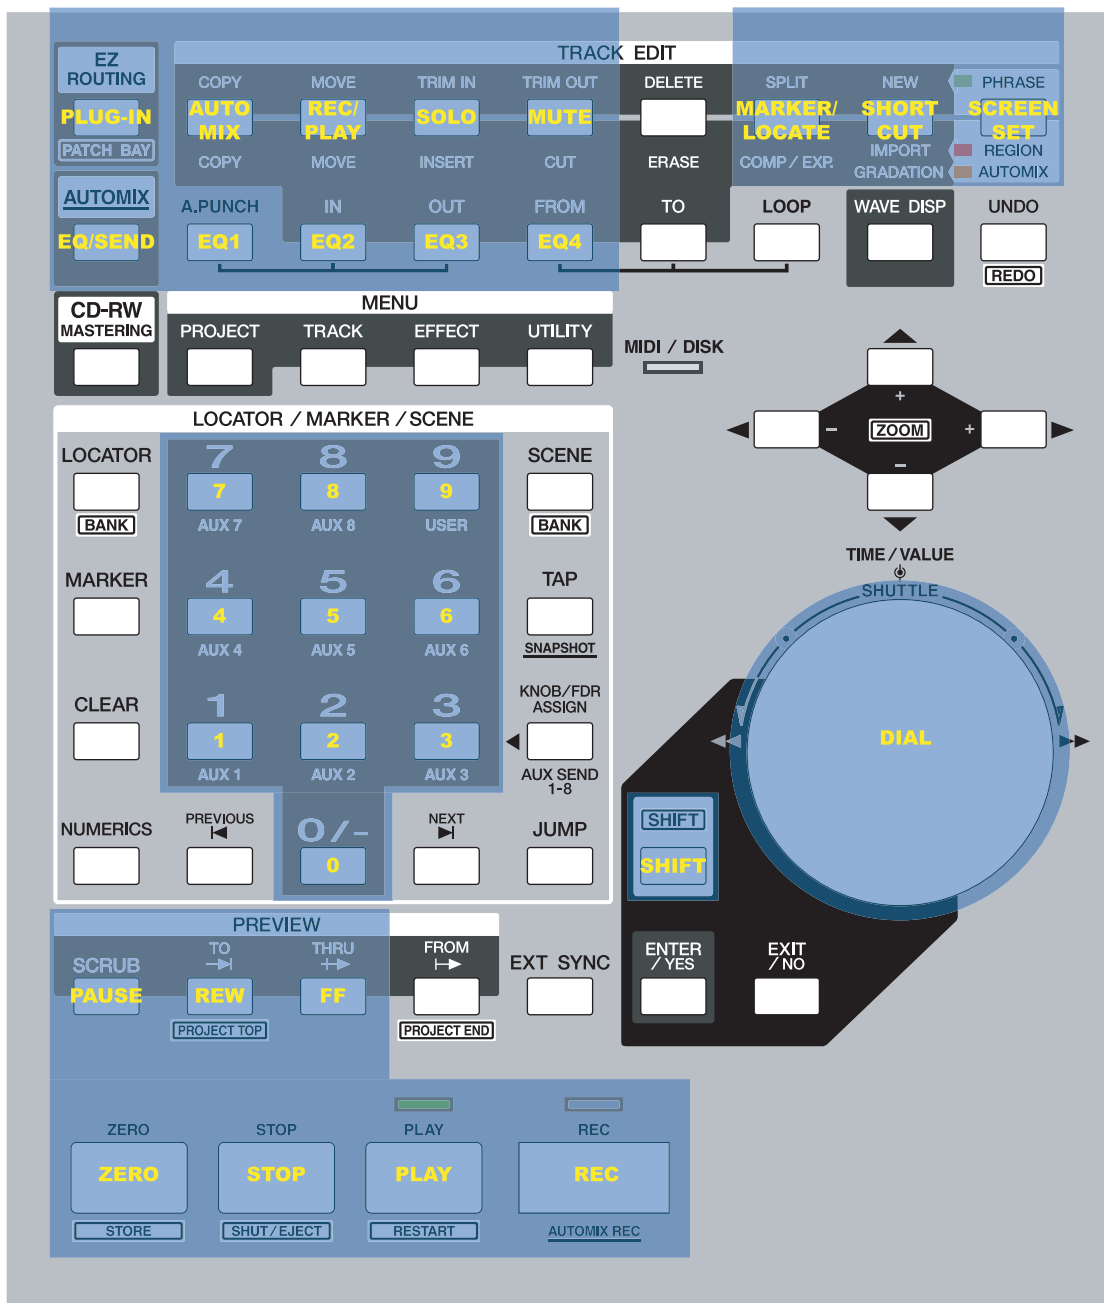 TRACK EDIT
EZ
ROUTING
PLUG-IN
PATCH BAY
COPY
MOVE
TRIM IN
TRIM OUT
DELETE
SPLIT
NEW
PHRASE
AUTO
MIX
REC/
PLAY
SOLO
MUTE
MARKER/
LOCATE
SHORT
CUT
SCREEN
SET
COPY
MOVE
INSERT
CUT
ERASE
COMP / EXP.
IMPORT
GRADATION
REGION
AUTOMIX
AUTOMIX
EQ/SEND
A.PUNCH
IN
OUT
FROM
TO
LOOP
WAVE DISP
UNDO
EQ1
EQ2
EQ3
EQ4
REDO
CD-RW
MASTERING
MENU
PROJECT
TRACK
EFFECT
UTILITY
MIDI / DISK
+
–
ZOOM
+
–
LOCATOR / MARKER / SCENE
LOCATOR
7
8
9
SCENE
7
8
9
BANK
AUX 7
AUX 8
USER
BANK
MARKER
4
5
6
TAP
4
5
6
AUX 4
AUX 5
AUX 6
SNAPSHOT
CLEAR
1
2
3
KNOB/FDR
ASSIGN
1
2
3
AUX 1
AUX 2
AUX 3
AUX SEND
1-8
NUMERICS
PREVIOUS
0/-
NEXT
JUMP
0
TIME / VALUE
SHUTTLE
DIAL
SHIFT
SHIFT
ENTER
/ YES
EXIT
/ NO
PREVIEW
SCRUB
TO
THRU
FROM
EXT SYNC
PAUSE
REW
FF
PROJECT TOP
PROJECT END
ZERO
STOP
PLAY
REC
ZERO
STOP
PLAY
REC
STORE
SHUT / EJECT
RESTART
AUTOMIX REC